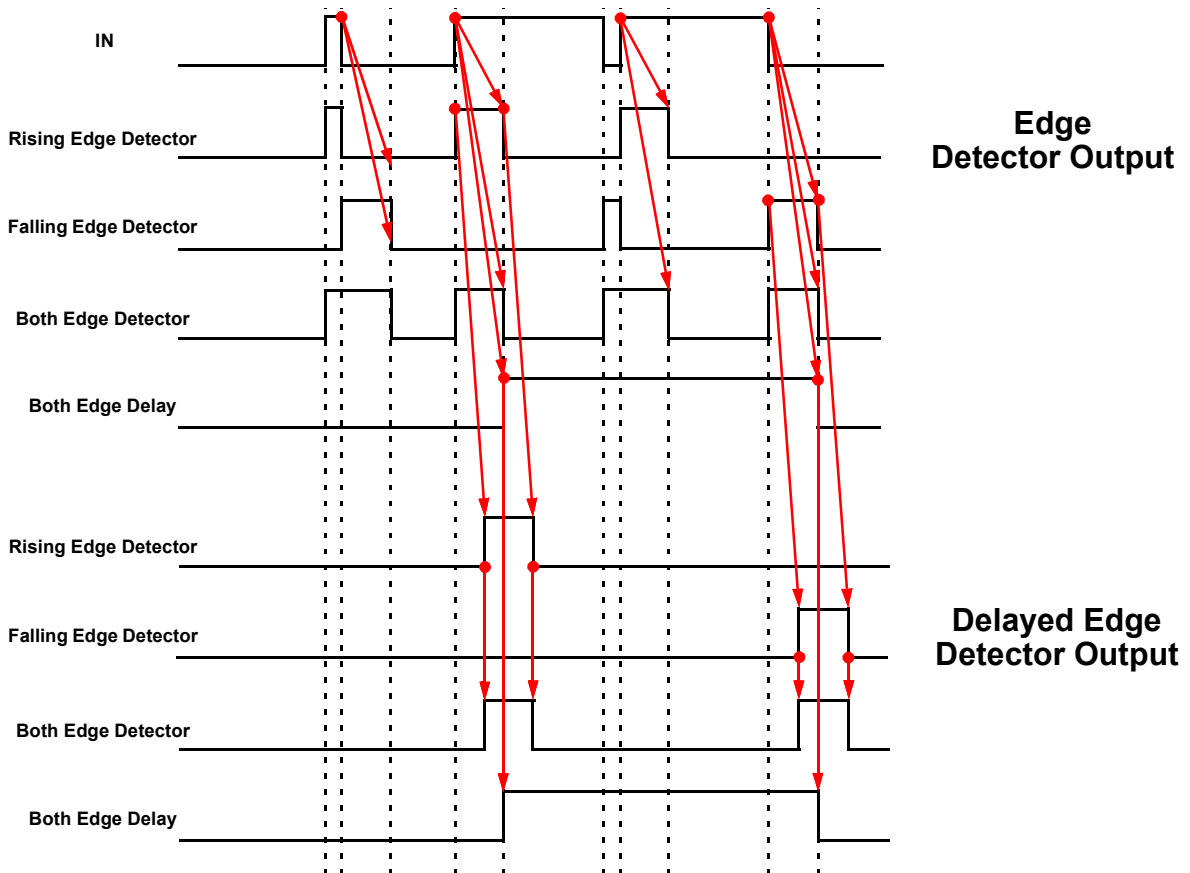 IN
Rising Edge Detector
Falling Edge Detector
Both Edge Detector
Both Edge Delay
Edge
Detector Output
Rising Edge Detector
Falling Edge Detector
Both Edge Detector
Both Edge Delay
Delayed Edge
Detector Output